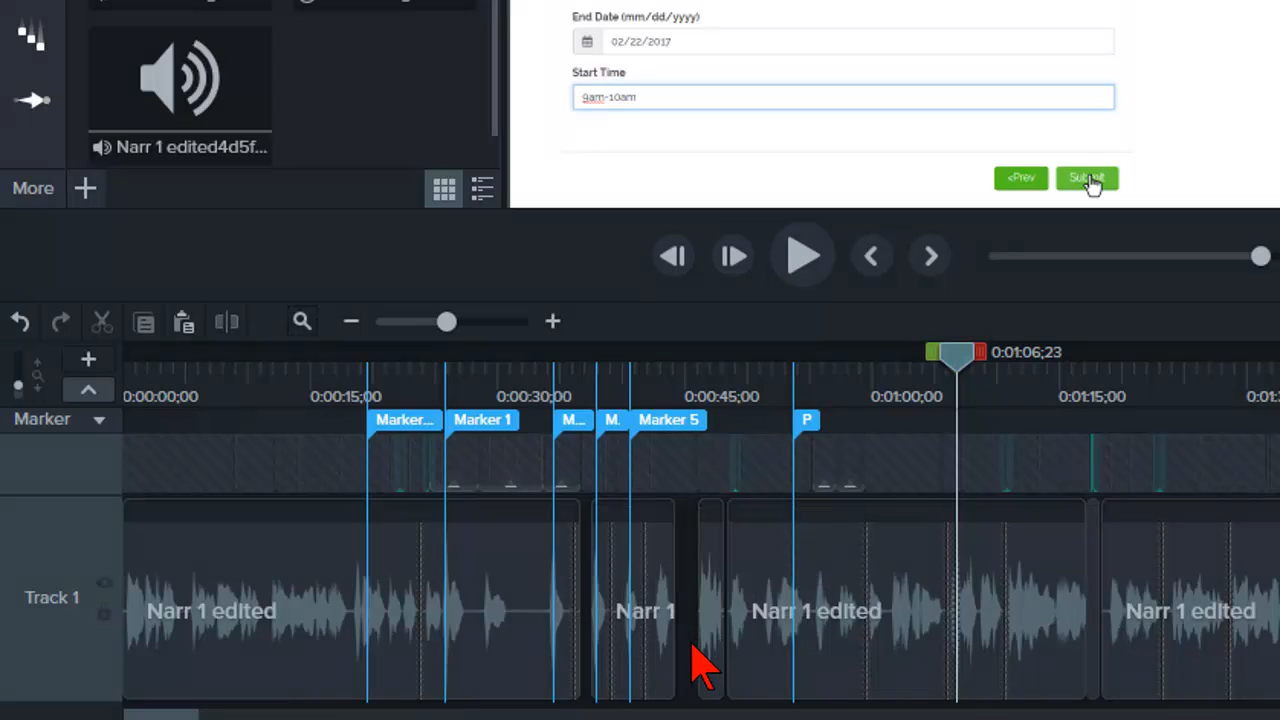 End Date (mm/dd/yyyy)
02/22/2017
Start Time
9am-10am
Narr 1 edited4d5f...
<Prev
Submit
More
0:01:06;23
0:00:00;00
0:00:15;00
0:00:30;00
0:00:45;00
0:01:00;00
0:01:15;00
Marker
Marker...
Marker 1
M...
M.
Marker 5
P
Track 1
Narr 1 edited
Narr 1
Narr 1 edited
Narr 1 edited